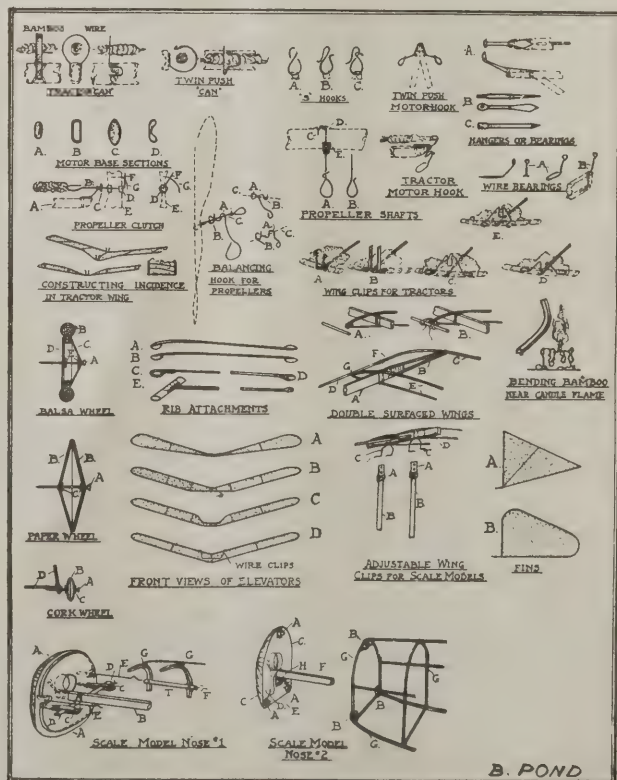 BAMBOO WIRE
TRACTOR "CAN"
TWIN PUSH
"CAN"
A. B. C.
"S" HOOKS
TWIN PUSH
MOTOR HOOK
A.
B.
C.
HANGERS OR BEARINGS
A. B. C. D.
MOTOR BASE SECTIONS
C D.
E.
A. B.
PROPELLER SHAFTS
TRACTOR
MOTOR HOOK
A B.
WIRE BEARINGS
A. B. C D E F G.
D. E. F G.
PROPELLER CLUTCH
A. B. C
C. A. B.
A. B. C.
BALANCING
HOOK FOR
PROPELLERS
CONSTRUCTING INCIDENCE
IN TRACTOR WING
E.
A B C D
WING CLIPS FOR TRACTORS
B C D E A
BALSA WHEEL
A.
B
C. D
E.
RIB ATTACHMENTS
A. B.
F G C B
D A E
DOUBLE SURFACED WINGS
BENDING BAMBOO
NEAR CANDLE FLAME
B. B. A C
PAPER WHEEL
A
B
C
D
WIRE CLIPS
FRONT VIEWS OF ELEVATORS
C C D
A A
B B
ADJUSTABLE WING
CLIPS FOR SCALE MODELS
A
B.
FINS
D B A C
CORK WHEEL
A. D E G G
C T F
D C E B
A
SCALE MODEL NOSE #1
A
C.
H F
C A D A E
SCALE MODEL
NOSE #2
B
G. G
B
B
G.
B. POND